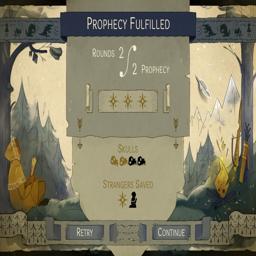 Prophecy Fulfilled
Rounds 2
2 Prophecy
Skulls
Strangers Saved
Retry
Continue